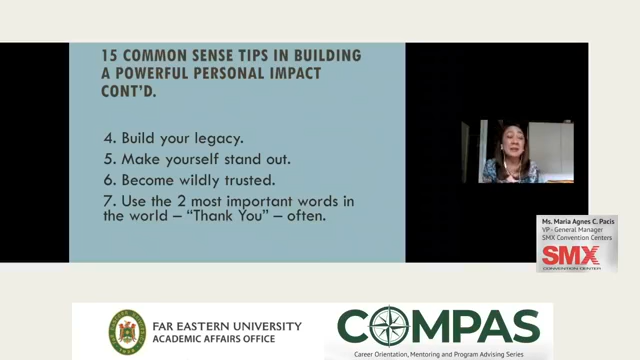 15 COMMON SENSE TIPS IN BUILDING
A POWERFUL PERSONAL IMPACT
CONT'D.
4. Build your legacy.
5. Make yourself stand out.
6. Become wildly trusted.
7. Use the 2 most important words in
the world – "Thank You" – often.
Ms. Maria Agnes C. Pacis
VP - General Manager
SMX Convention Centers
SMX
CONVENTION CENTER
FAR EASTERN UNIVERSITY
ACADEMIC AFFAIRS OFFICE
COMPAS
Career Orientation, Mentoring and Program Advising Series